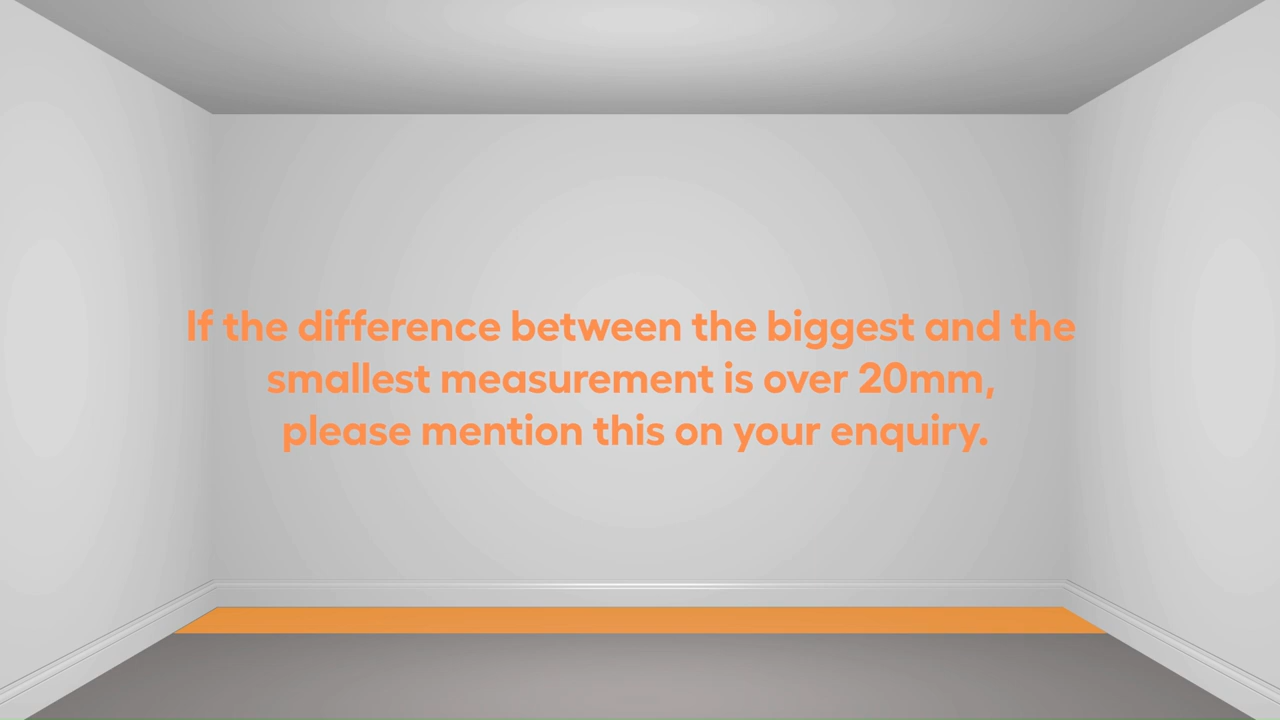 If the difference between the biggest and the
smallest measurement is over 20mm,
please mention this on your enquiry.